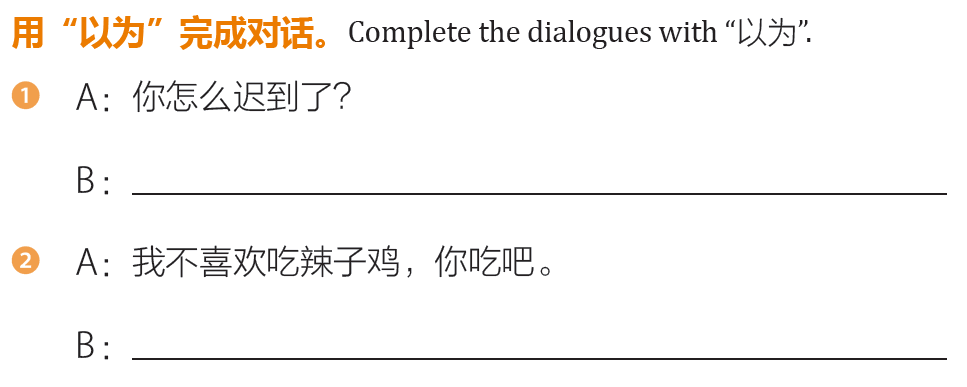 用“以为”完成对话。Complete the dialogues with “以为”.
1 A：你怎么迟到了？
B：
2 A：我不喜欢吃辣子鸡，你吃吧。
B：